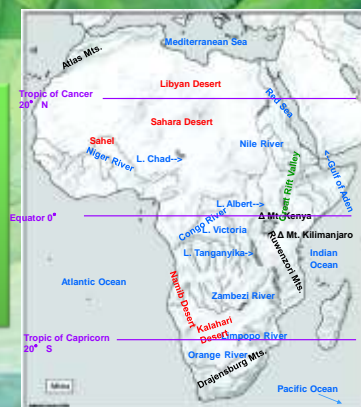 Mediterranean Sea
Atlas Mts.
Libyan Desert
Tropic of Cancer
20° N
Red Sea
Sahara Desert
Sahel
Nile River
Niger River
L. Chad-->
Great Rift Valley
<--Gulf of Aden
L. Albert-->
Equator 0°
Δ Mt. Kenya
Congo River
L. Victoria
Δ Mt. Kilimanjaro
L. Tanganyika->
Ruwenzori Mts.
Indian
Ocean
Atlantic Ocean
Namib Desert
Zambezi River
Kalahari
Desert
Tropic of Capricorn
20° S
Limpopo River
Orange River
Drajensburg Mts.
Pacific Ocean